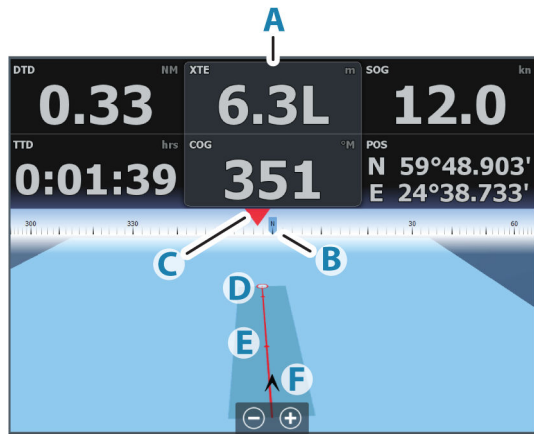 A
DTD NM XTE m SOG kn
0.33 6.3L 12.0
TTD hrs COG °M POS
0:01:39 351 N 59°48.903'
E 24°38.733'
300 330 N 30 60
C B
D
E
F
− +